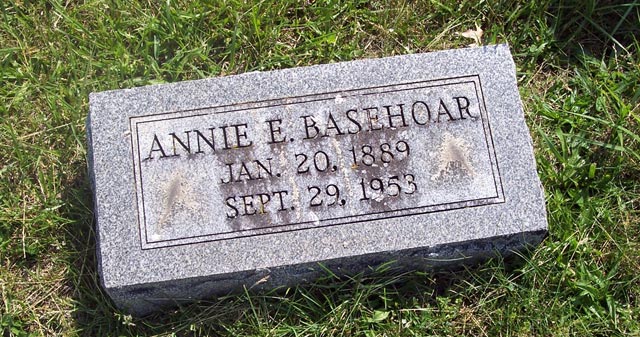 ANNIE E. BASEHOAR
JAN. 20, 1889
SEPT. 29, 1953